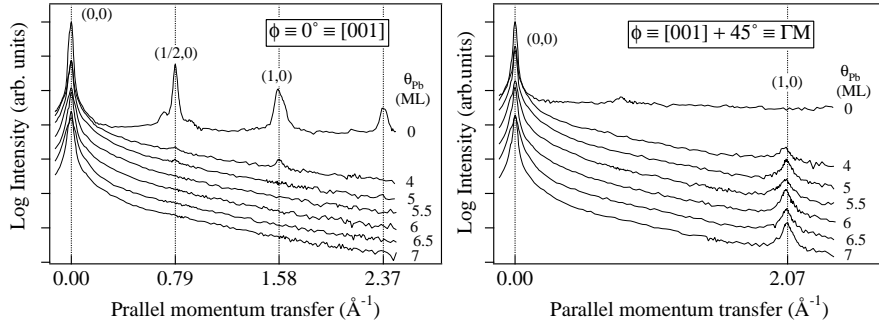 (0,0)
ϕ ≡ 0° ≡ [001]
(1/2,0)
(1,0)
θPb
(ML)
0
4
5
5.5
6
6.5
7
Log Intensity (arb. units)
0.00
0.79
1.58
2.37
Prallel momentum transfer (Å⁻¹)
(0,0)
ϕ ≡ [001] + 45° ≡ ΓM
(1,0)
θPb
(ML)
0
4
5
5.5
6
6.5
7
Log Intensity (arb.units)
0.00
2.07
Parallel momentum transfer (Å⁻¹)